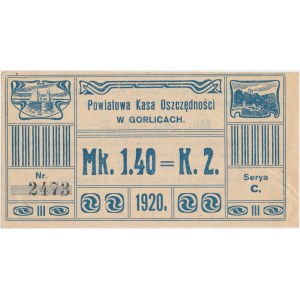 Powiatowa Kasa Oszczędności
W GORLICACH.
Mk. 1.40 = K. 2.
Nr.
2473
1920.
Serya
C.